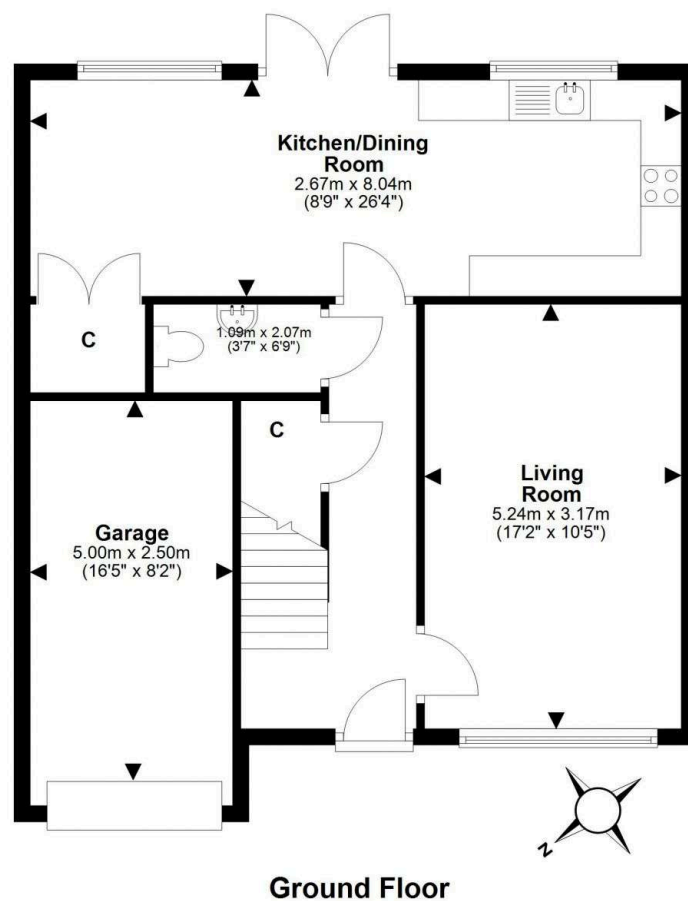 Kitchen/Dining
Room
2.67m x 8.04m
(8'9" x 26'4")
C
1.09m x 2.07m
(3'7" x 6'9")
C
Living
Room
5.24m x 3.17m
(17'2" x 10'5")
Garage
5.00m x 2.50m
(16'5" x 8'2")
N
Ground Floor